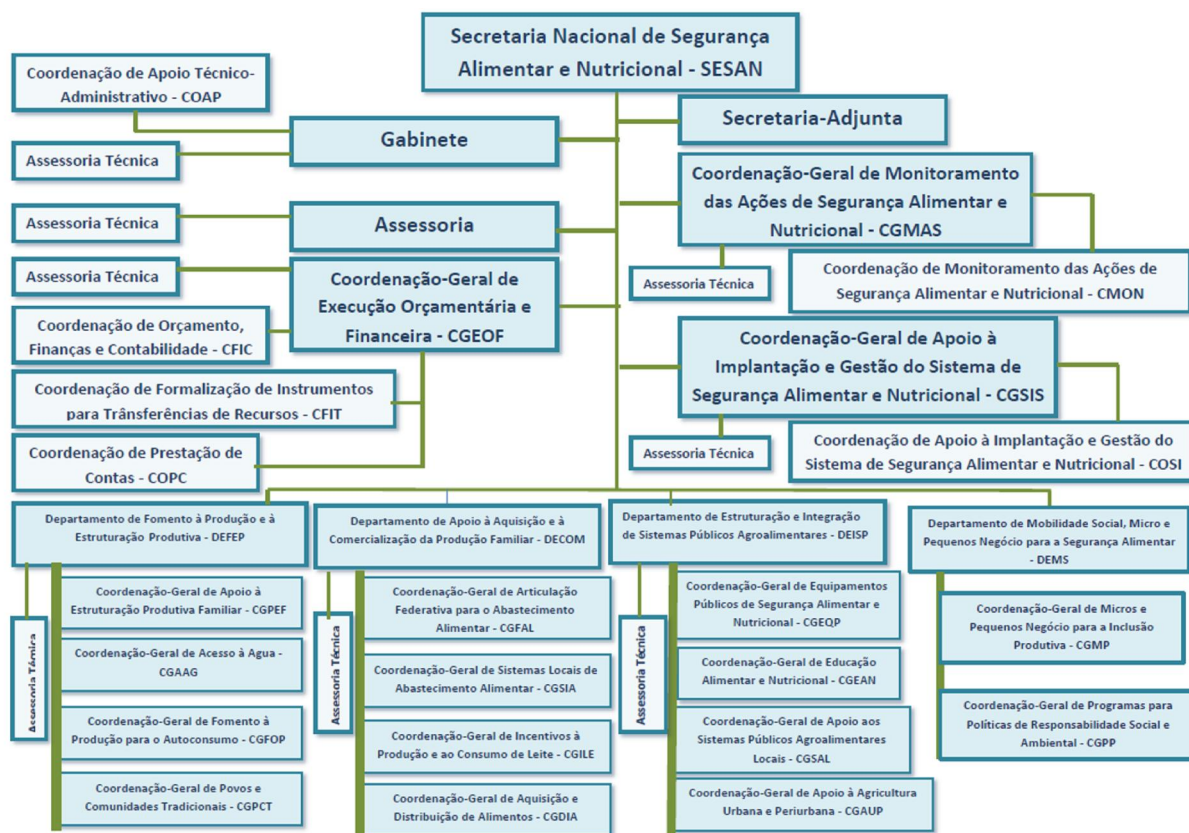 Secretaria Nacional de Segurança
Alimentar e Nutricional - SESAN
Coordenação de Apoio Técnico-
Administrativo - COAP
Secretaria-Adjunta
Gabinete
Assessoria Técnica
Coordenação-Geral de Monitoramento
das Ações de Segurança Alimentar e
Nutricional - CGMAS
Assessoria Técnica
Assessoria
Assessoria Técnica
Coordenação-Geral de
Execução Orçamentária e
Financeira - CGEOF
Assessoria Técnica
Coordenação de Monitoramento das Ações de
Segurança Alimentar e Nutricional - CMON
Coordenação de Orçamento,
Finanças e Contabilidade - CFIC
Coordenação-Geral de Apoio à
Implantação e Gestão do Sistema de
Segurança Alimentar e Nutricional - CGSIS
Coordenação de Formalização de Instrumentos
para Trânsferências de Recursos - CFIT
Coordenação de Prestação de
Contas - COPC
Assessoria Técnica
Coordenação de Apoio à Implantação e Gestão do
Sistema de Segurança Alimentar e Nutricional - COSI
Departamento de Fomento à Produção e à
Estruturação Produtiva - DEFEP
Assessoria Técnica
Coordenação-Geral de Apoio à
Estruturação Produtiva Familiar - CGPEF
Coordenação-Geral de Acesso à Agua -
CGAAG
Coordenação-Geral de Fomento à
Produção para o Autoconsumo - CGFOP
Coordenação-Geral de Povos e
Comunidades Tradicionais - CGPCT
Departamento de Apoio à Aquisição e à
Comercialização da Produção Familiar - DECOM
Assessoria Técnica
Coordenação-Geral de Articulação
Federativa para o Abastecimento
Alimentar - CGFAL
Coordenação-Geral de Sistemas Locais de
Abastecimento Alimentar - CGSIA
Coordenação-Geral de Incentivos à
Produção e ao Consumo de Leite - CGILE
Coordenação-Geral de Aquisição e
Distribuição de Alimentos - CGDIA
Departamento de Estruturação e Integração
de Sistemas Públicos Agroalimentares - DEISP
Assessoria Técnica
Coordenação-Geral de Equipamentos
Públicos de Segurança Alimentar e
Nutricional - CGEQP
Coordenação-Geral de Educação
Alimentar e Nutricional - CGEAN
Coordenação-Geral de Apoio aos
Sistemas Públicos Agroalimentares
Locais - CGSAL
Coordenação-Geral de Apoio à Agricultura
Urbana e Periurbana - CGAUP
Departamento de Mobilidade Social, Micro e
Pequenos Negócio para a Segurança Alimentar
- DEMS
Coordenação-Geral de Micros e
Pequenos Negócio para a Inclusão
Produtiva - CGMP
Coordenação-Geral de Programas para
Políticas de Responsabilidade Social e
Ambiental - CGPP